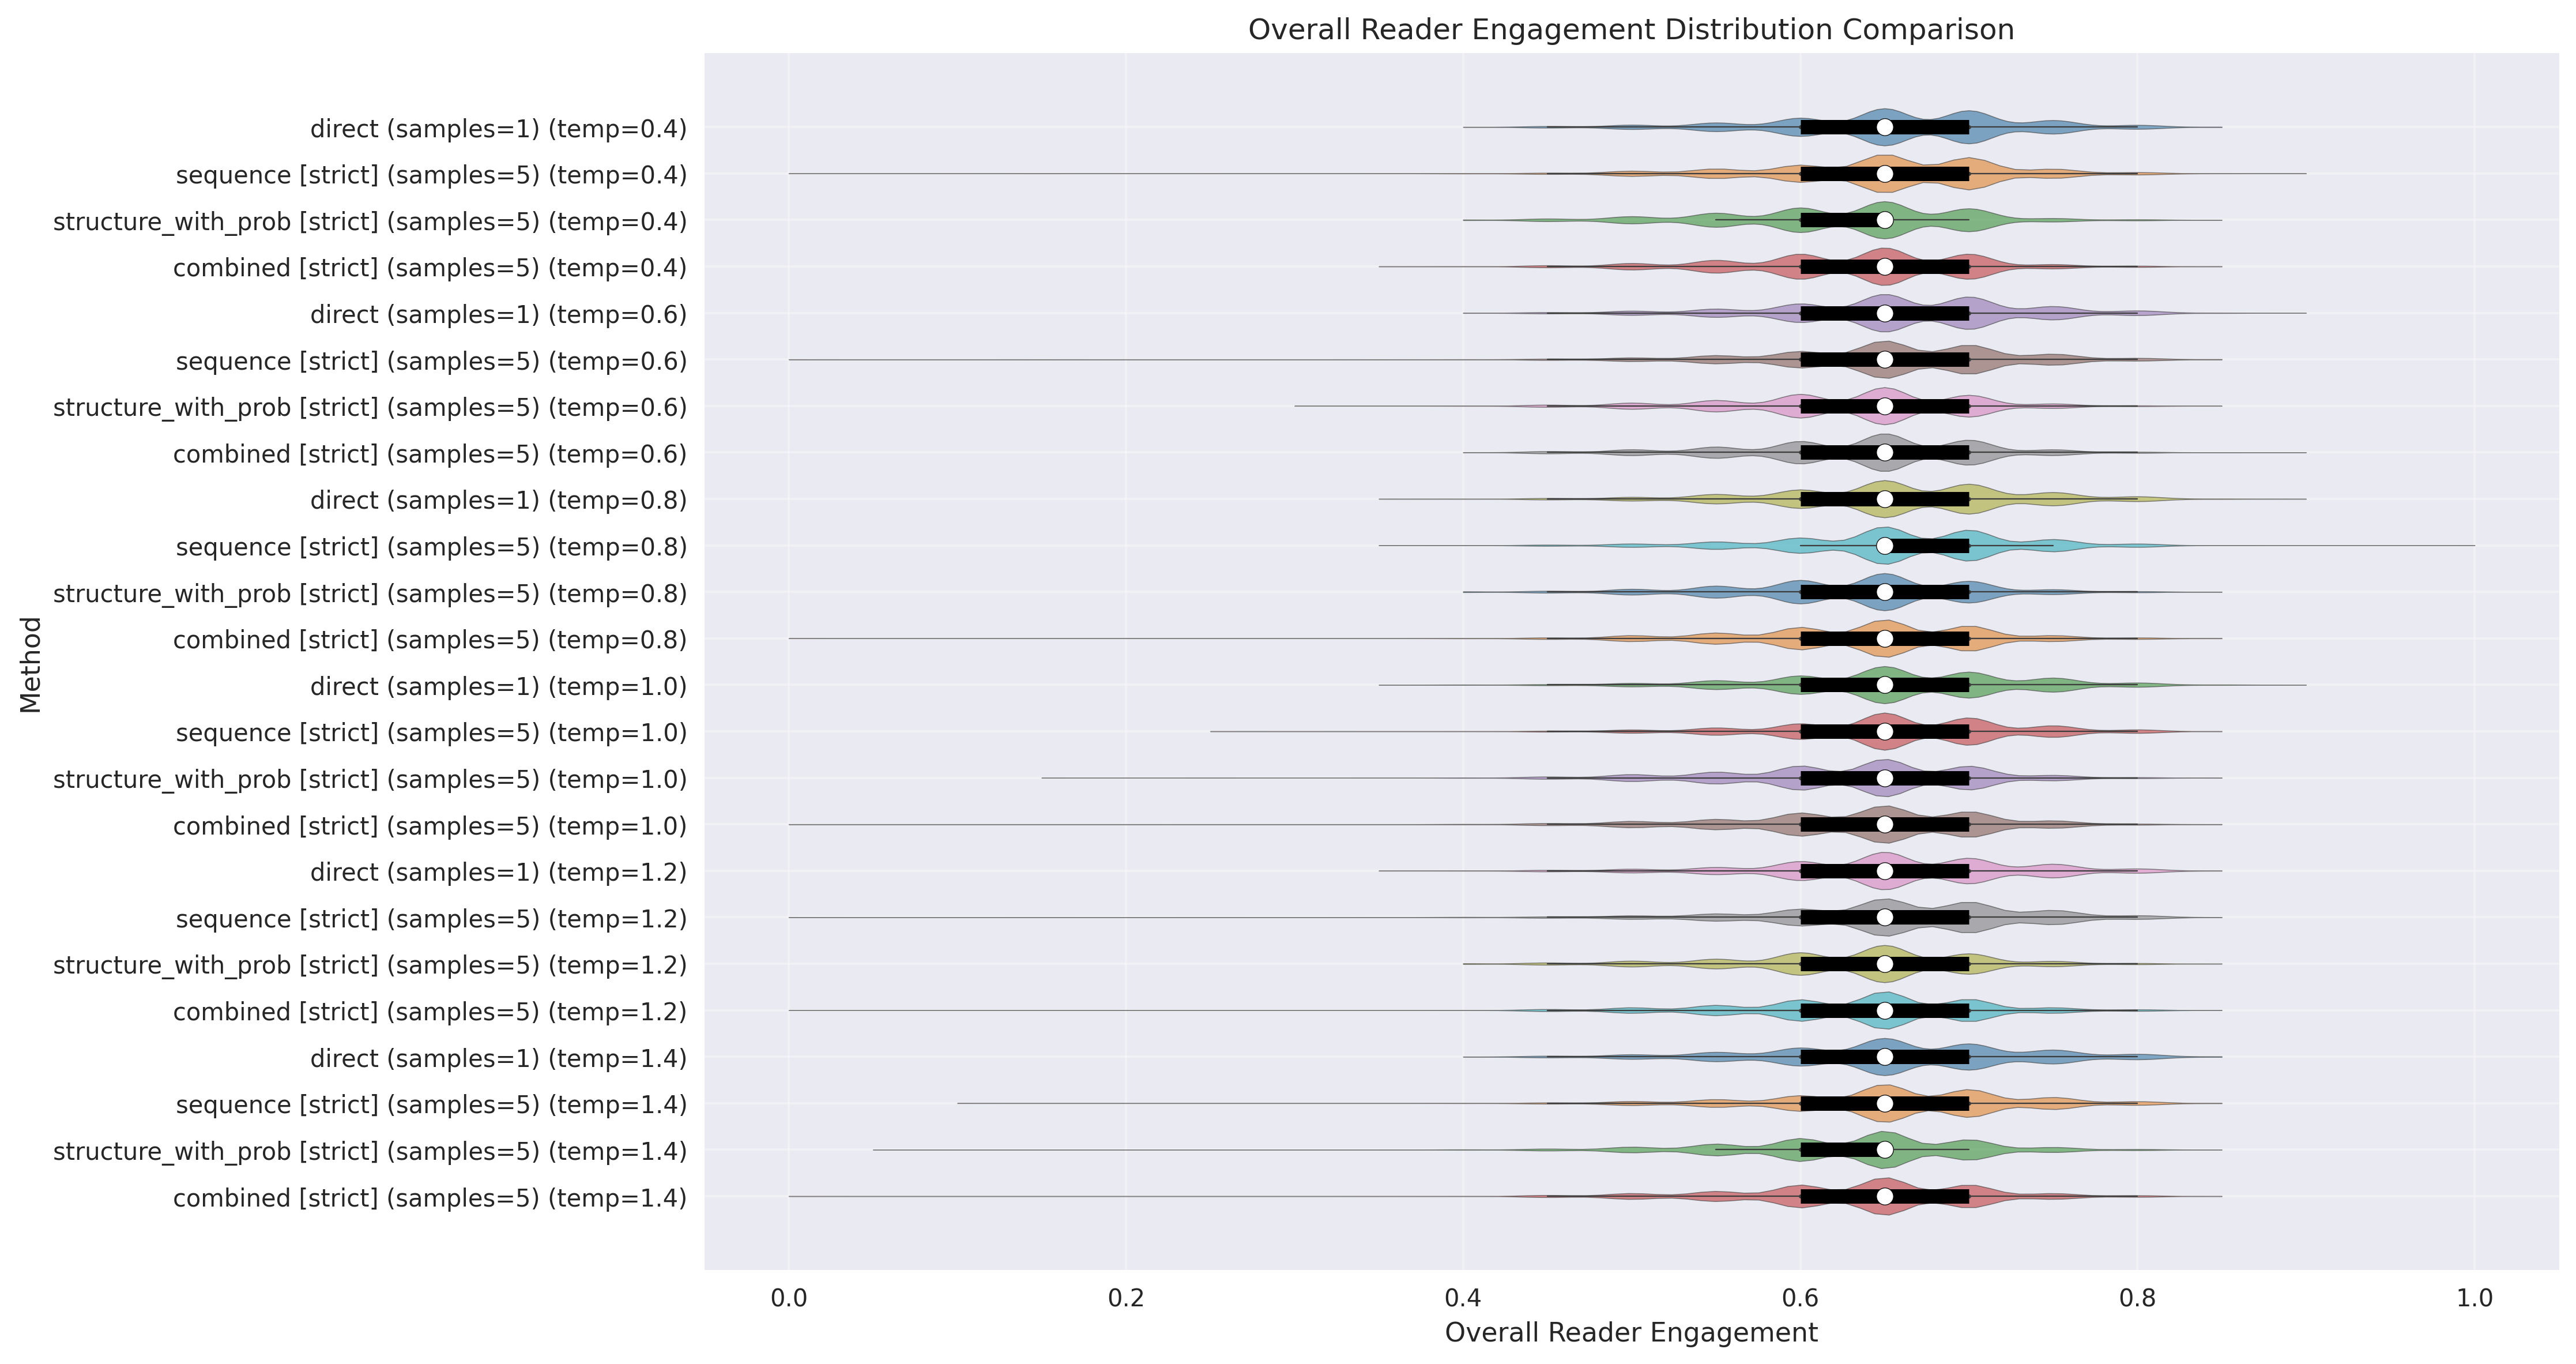 Overall Reader Engagement Distribution Comparison
direct (samples=1) (temp=0.4)
sequence [strict] (samples=5) (temp=0.4)
structure_with_prob [strict] (samples=5) (temp=0.4)
combined [strict] (samples=5) (temp=0.4)
direct (samples=1) (temp=0.6)
sequence [strict] (samples=5) (temp=0.6)
structure_with_prob [strict] (samples=5) (temp=0.6)
combined [strict] (samples=5) (temp=0.6)
direct (samples=1) (temp=0.8)
sequence [strict] (samples=5) (temp=0.8)
structure_with_prob [strict] (samples=5) (temp=0.8)
combined [strict] (samples=5) (temp=0.8)
direct (samples=1) (temp=1.0)
sequence [strict] (samples=5) (temp=1.0)
structure_with_prob [strict] (samples=5) (temp=1.0)
combined [strict] (samples=5) (temp=1.0)
direct (samples=1) (temp=1.2)
sequence [strict] (samples=5) (temp=1.2)
structure_with_prob [strict] (samples=5) (temp=1.2)
combined [strict] (samples=5) (temp=1.2)
direct (samples=1) (temp=1.4)
sequence [strict] (samples=5) (temp=1.4)
structure_with_prob [strict] (samples=5) (temp=1.4)
combined [strict] (samples=5) (temp=1.4)
Method
0.0 0.2 0.4 0.6 0.8 1.0
Overall Reader Engagement